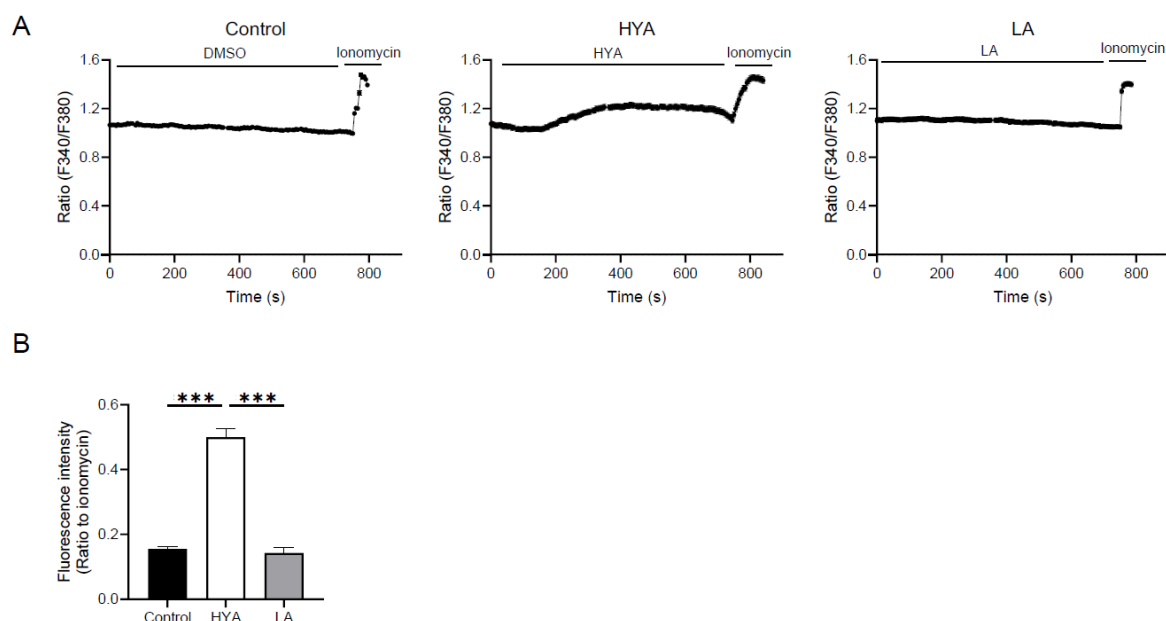 A
Control
HYA
LA
DMSO
Ionomycin
HYA
Ionomycin
LA
Ionomycin
1.6
1.2
0.8
0.4
0.0
Ratio (F340/F380)
0 200 400 600 800
Time (s)
1.6
1.2
0.8
0.4
0.0
Ratio (F340/F380)
0 200 400 600 800
Time (s)
1.6
1.2
0.8
0.4
0.0
Ratio (F340/F380)
0 200 400 600 800
Time (s)
B
Fluorescence intensity
(Ratio to ionomycin)
0.6
0.4
0.2
0.0
*** ***
Control HYA LA